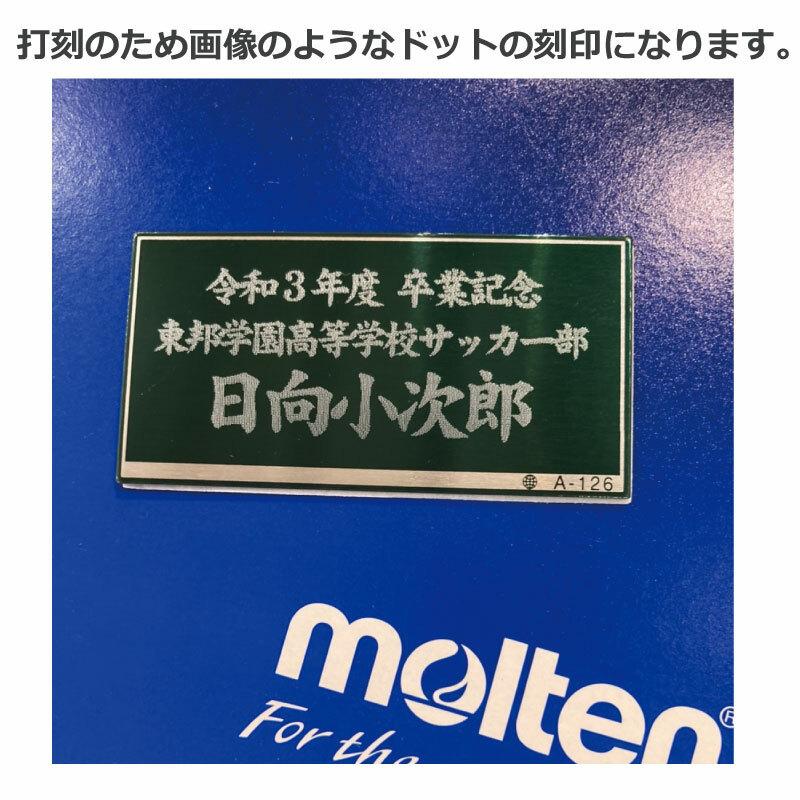 打刻のため画像のようなドットの刻印になります。
令和3年度 卒業記念
東邦学園高等学校サッカー部
日向小次郎
A-126
molten®
For the